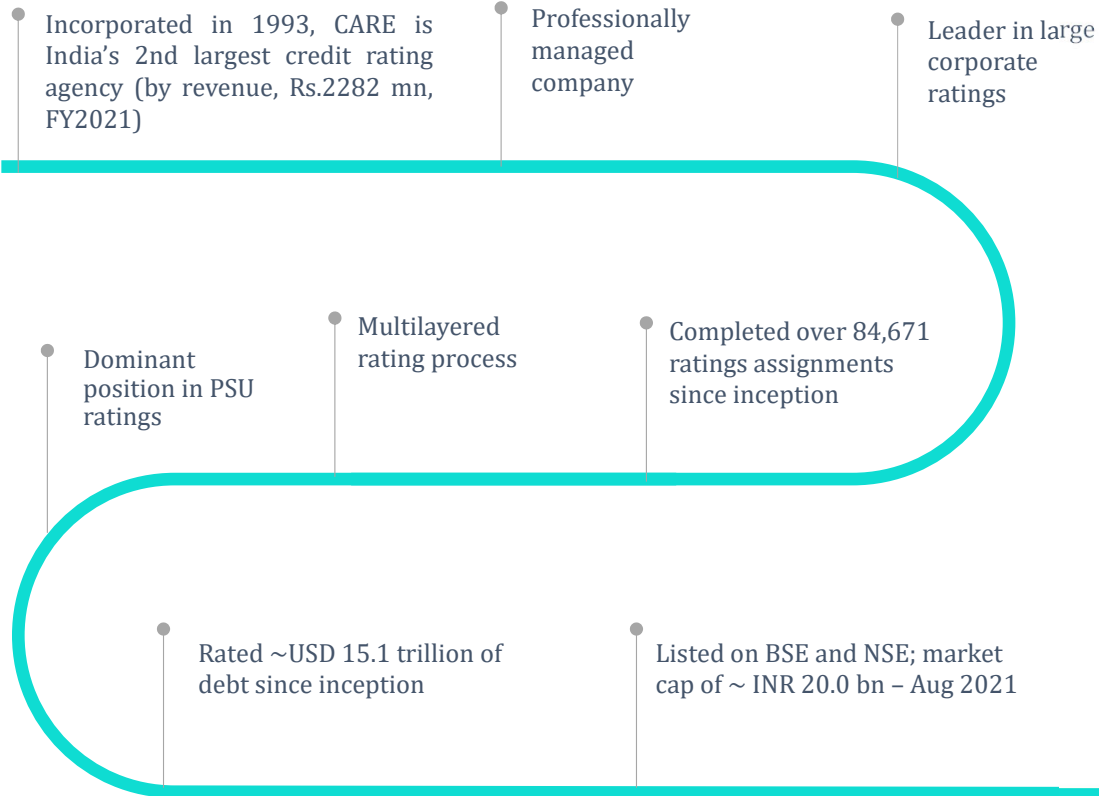 Incorporated in 1993, CARE is
India’s 2nd largest credit rating
agency (by revenue, Rs.2282 mn,
FY2021)
Professionally
managed
company
Leader in large
corporate
ratings
Dominant
position in PSU
ratings
Multilayered
rating process
Completed over 84,671
ratings assignments
since inception
Rated ~USD 15.1 trillion of
debt since inception
Listed on BSE and NSE; market
cap of ~ INR 20.0 bn – Aug 2021